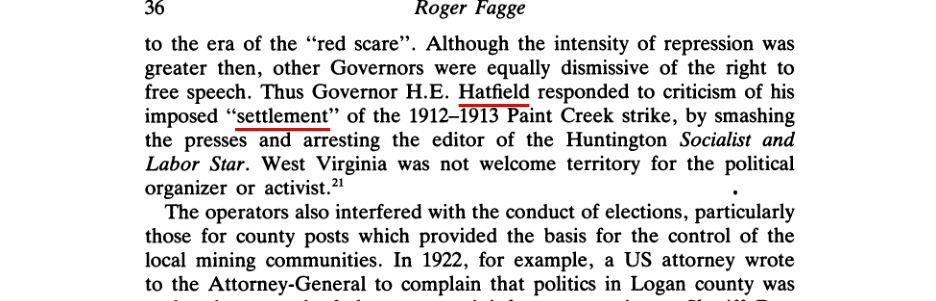 36 Roger Fagge
to the era of the “red scare”. Although the intensity of repression was
greater then, other Governors were equally dismissive of the right to
free speech. Thus Governor H.E. Hatfield responded to criticism of his
imposed “settlement” of the 1912–1913 Paint Creek strike, by smashing
the presses and arresting the editor of the Huntington Socialist and
Labor Star. West Virginia was not welcome territory for the political
organizer or activist.²¹
The operators also interfered with the conduct of elections, particularly
those for county posts which provided the basis for the control of the
local mining communities. In 1922, for example, a US attorney wrote
to the Attorney-General to complain that politics in Logan county was